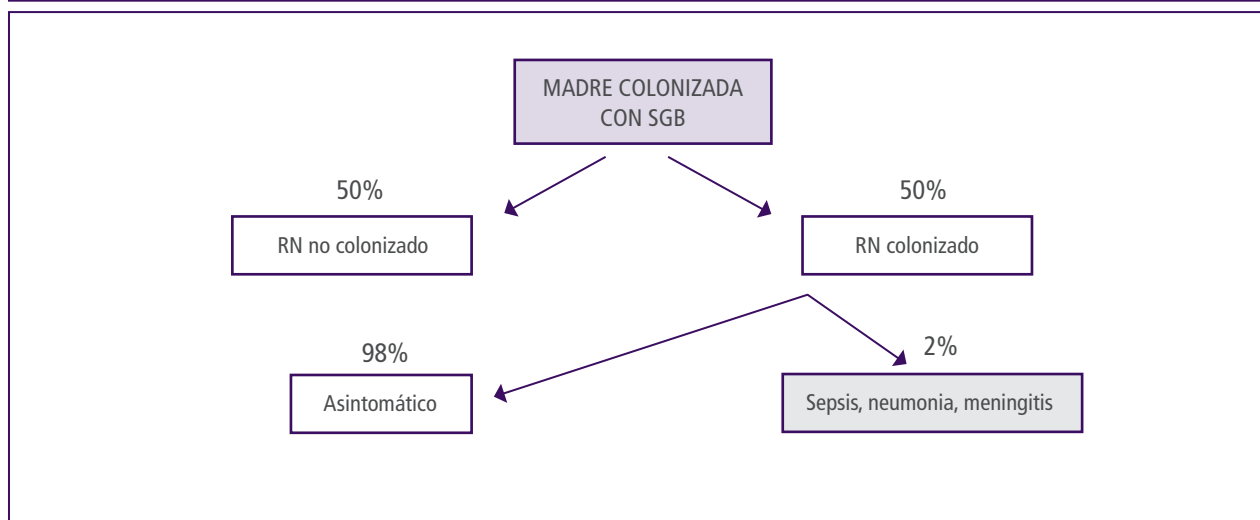 MADRE COLONIZADA
CON SGB
50%
50%
RN no colonizado
RN colonizado
98%
2%
Asintomático
Sepsis, neumonia, meningitis